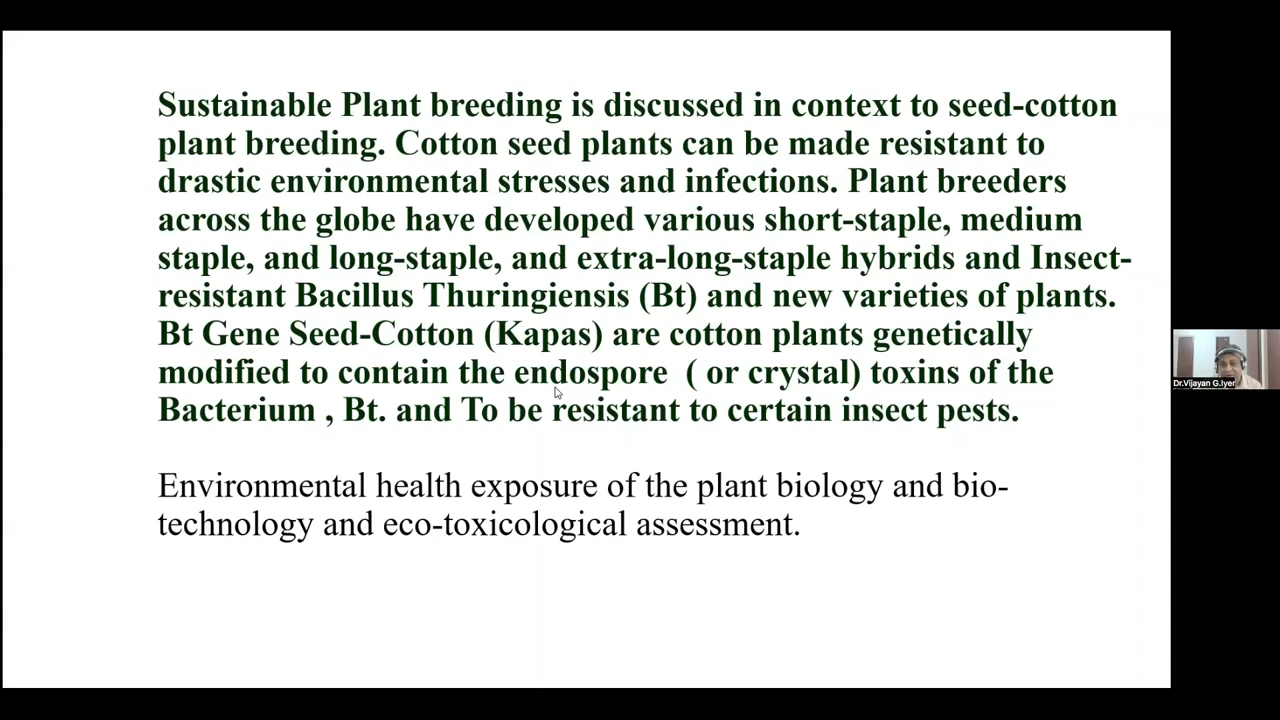 Sustainable Plant breeding is discussed in context to seed-cotton
plant breeding. Cotton seed plants can be made resistant to
drastic environmental stresses and infections. Plant breeders
across the globe have developed various short-staple, medium
staple, and long-staple, and extra-long-staple hybrids and Insect-
resistant Bacillus Thuringiensis (Bt) and new varieties of plants.
Bt Gene Seed-Cotton (Kapas) are cotton plants genetically
modified to contain the endospore  ( or crystal) toxins of the
Bacterium , Bt. and To be resistant to certain insect pests.
Environmental health exposure of the plant biology and bio-
technology and eco-toxicological assessment.
Dr.Vijayan G.Iyer